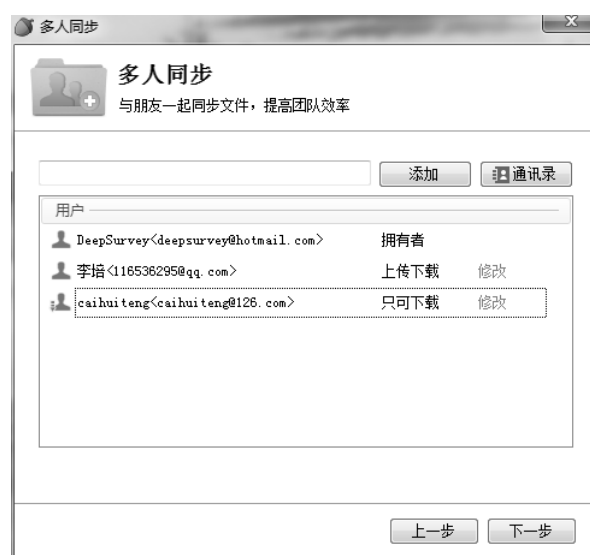 多人同步
多人同步
与朋友一起同步文件，提高团队效率
添加 通讯录
用户
DeepSurvey<deepsurvey@hotmail.com> 拥有者
李培<116536295@qq.com> 上传下载 修改
caihuiteng<caihuiteng@126.com> 只可下载 修改
上一步 下一步